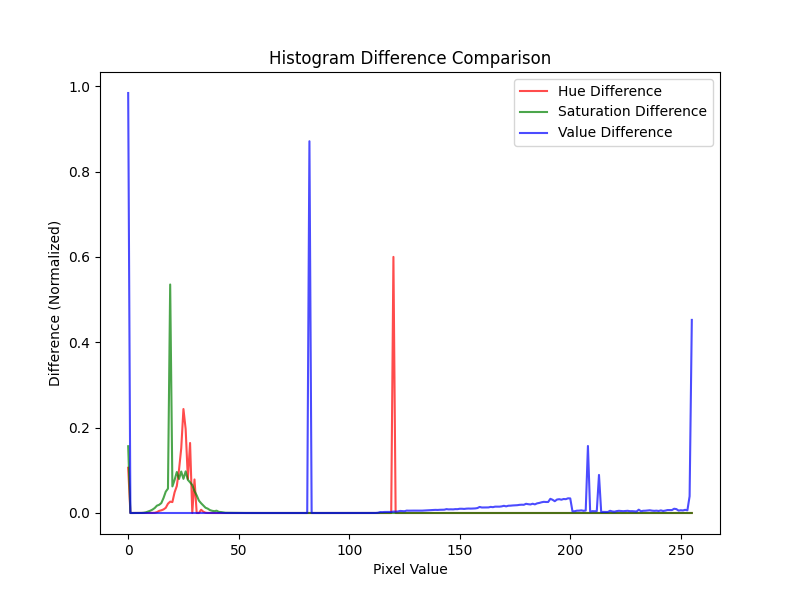 Histogram Difference Comparison
Hue Difference
Saturation Difference
Value Difference
Difference (Normalized)
1.0
0.8
0.6
0.4
0.2
0.0
0 50 100 150 200 250
Pixel Value